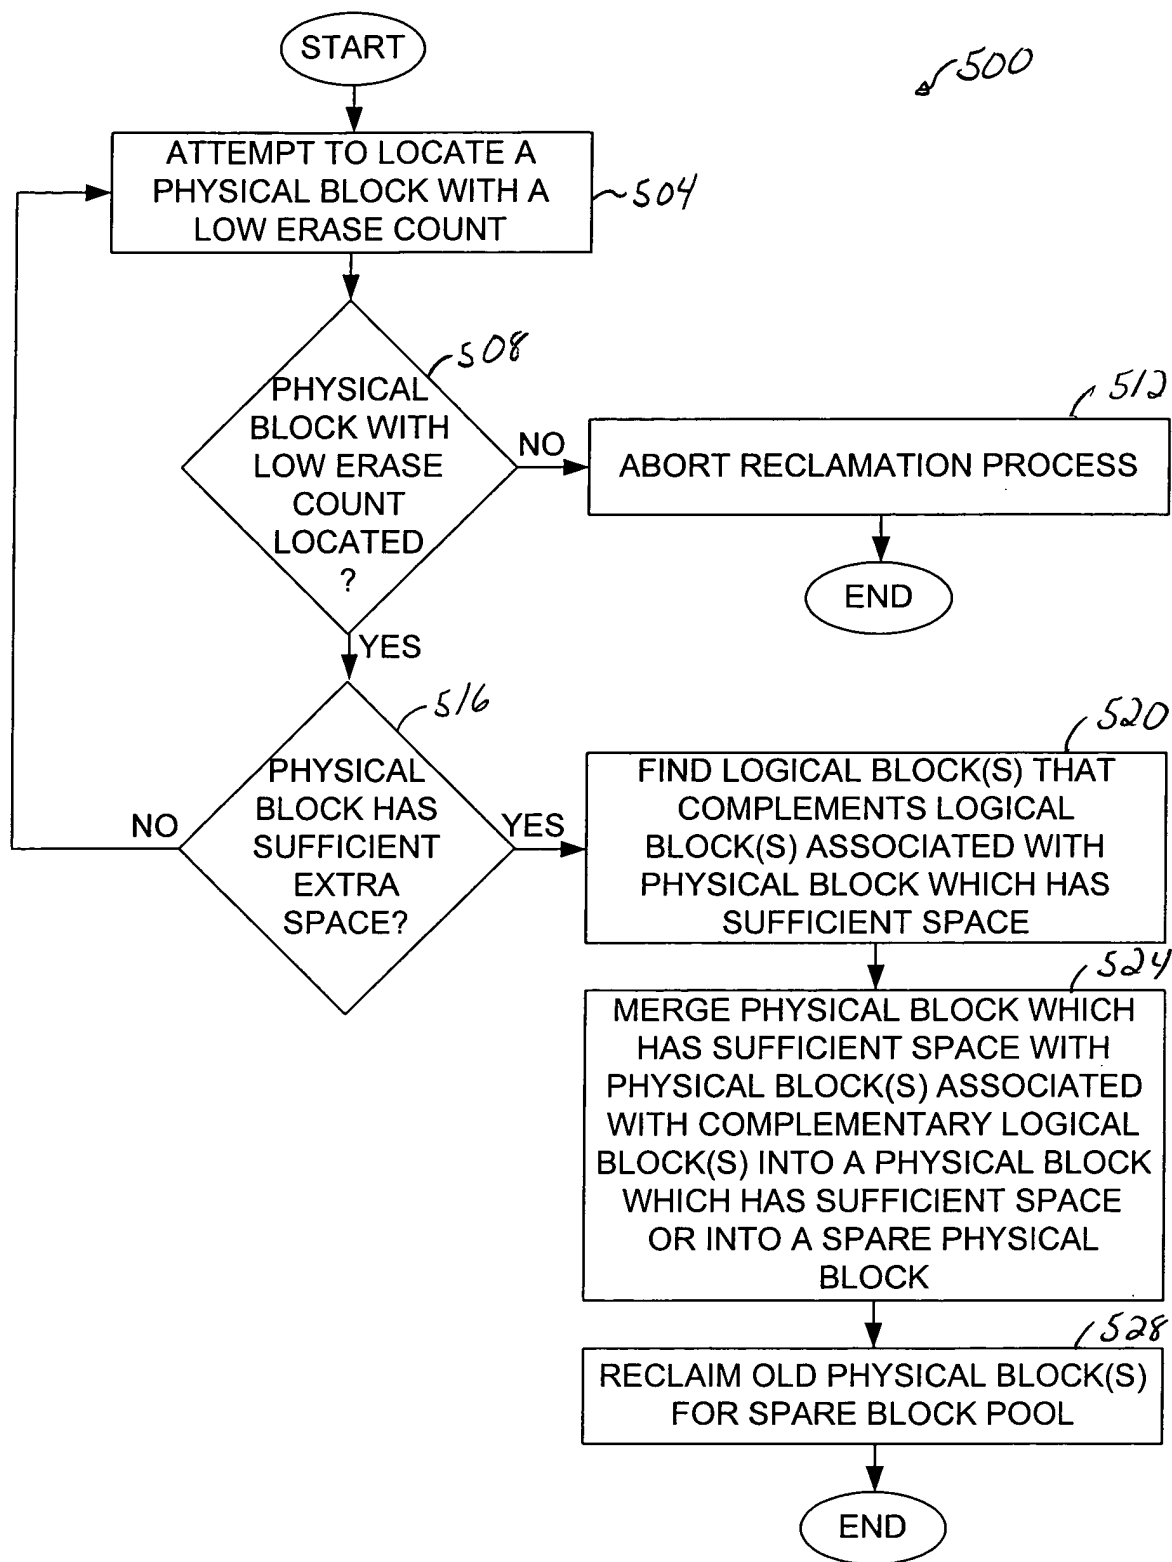 START
500
ATTEMPT TO LOCATE A
PHYSICAL BLOCK WITH A
LOW ERASE COUNT
504
508
PHYSICAL
BLOCK WITH
LOW ERASE
COUNT
LOCATED
?
NO
512
ABORT RECLAMATION PROCESS
END
YES
516
PHYSICAL
BLOCK HAS
SUFFICIENT
EXTRA
SPACE?
NO
YES
520
FIND LOGICAL BLOCK(S) THAT
COMPLEMENTS LOGICAL
BLOCK(S) ASSOCIATED WITH
PHYSICAL BLOCK WHICH HAS
SUFFICIENT SPACE
524
MERGE PHYSICAL BLOCK WHICH
HAS SUFFICIENT SPACE WITH
PHYSICAL BLOCK(S) ASSOCIATED
WITH COMPLEMENTARY LOGICAL
BLOCK(S) INTO A PHYSICAL BLOCK
WHICH HAS SUFFICIENT SPACE
OR INTO A SPARE PHYSICAL
BLOCK
528
RECLAIM OLD PHYSICAL BLOCK(S)
FOR SPARE BLOCK POOL
END